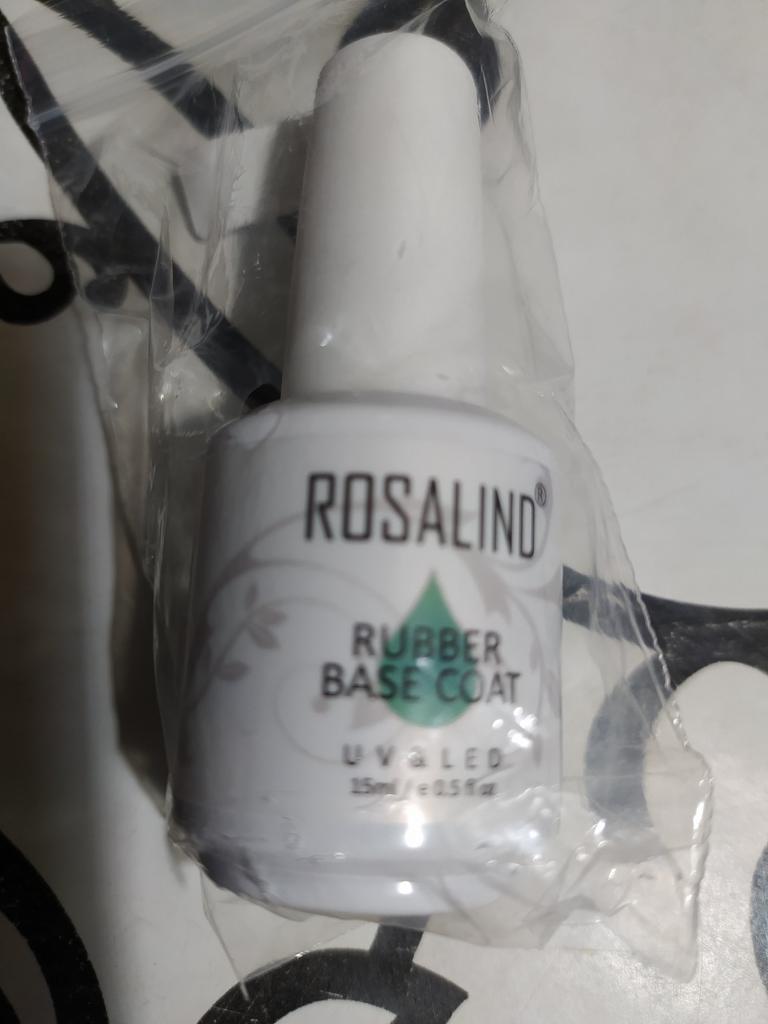 ROSALIND®
RUBBER
BASE COAT
UV & LED
15ml / e 0.5 fl oz